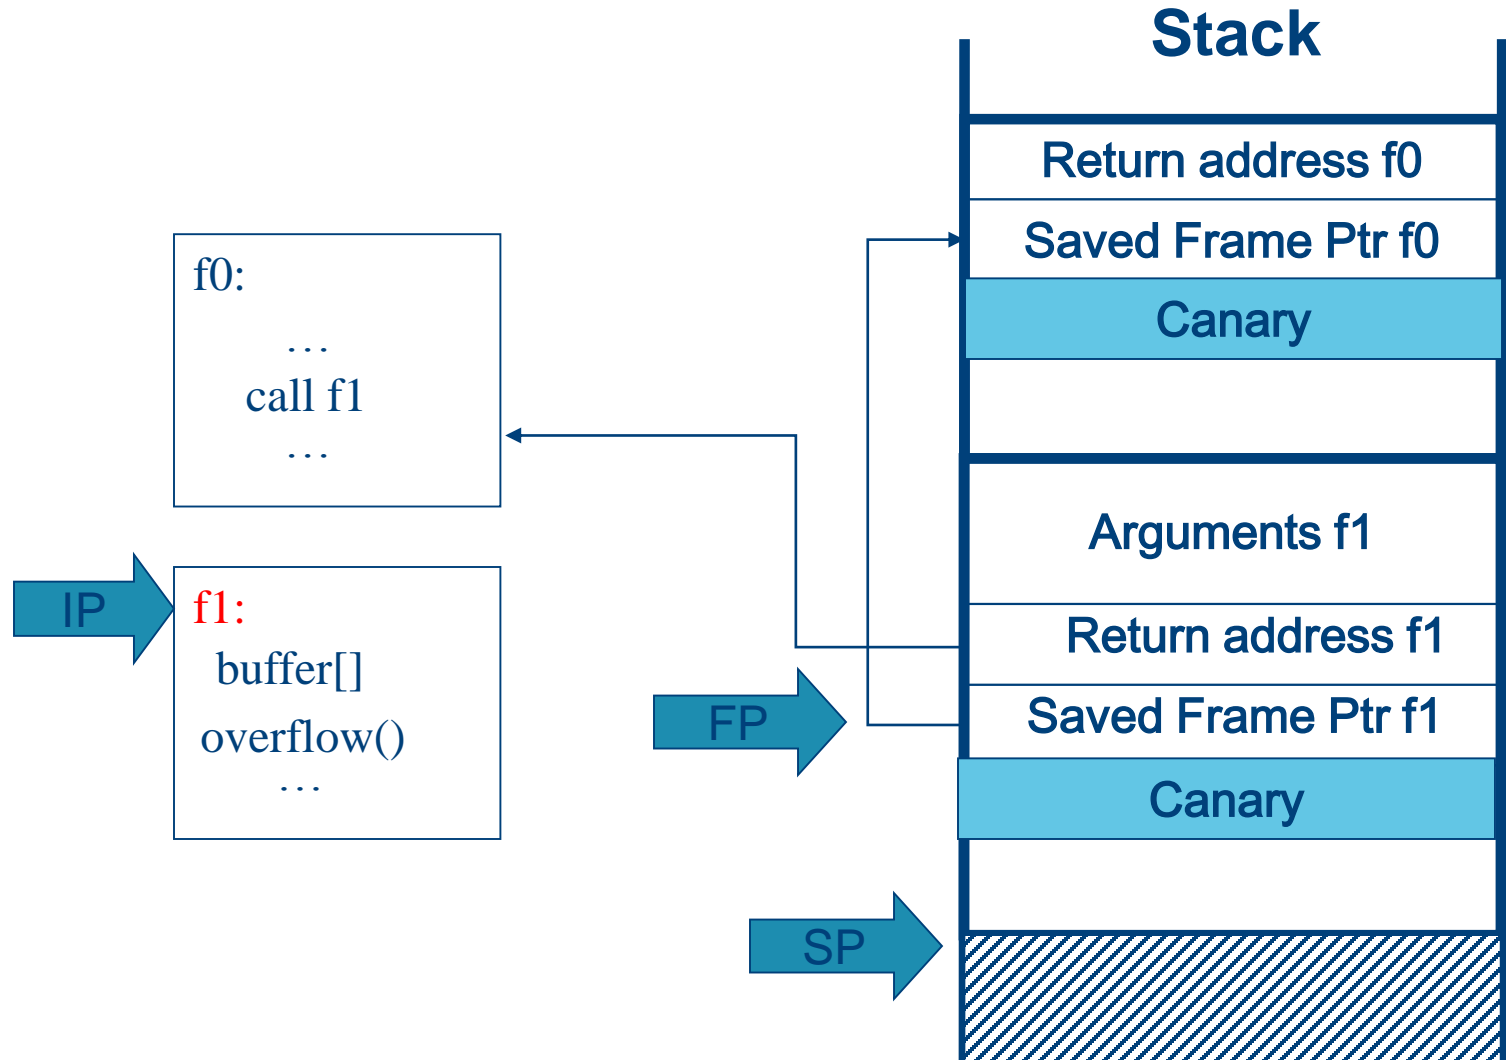 Stack
Return address f0
Saved Frame Ptr f0
Canary
f0:
…
call f1
…
Arguments f1
IP
f1:
buffer[]
overflow()
…
Return address f1
FP
Saved Frame Ptr f1
Canary
SP